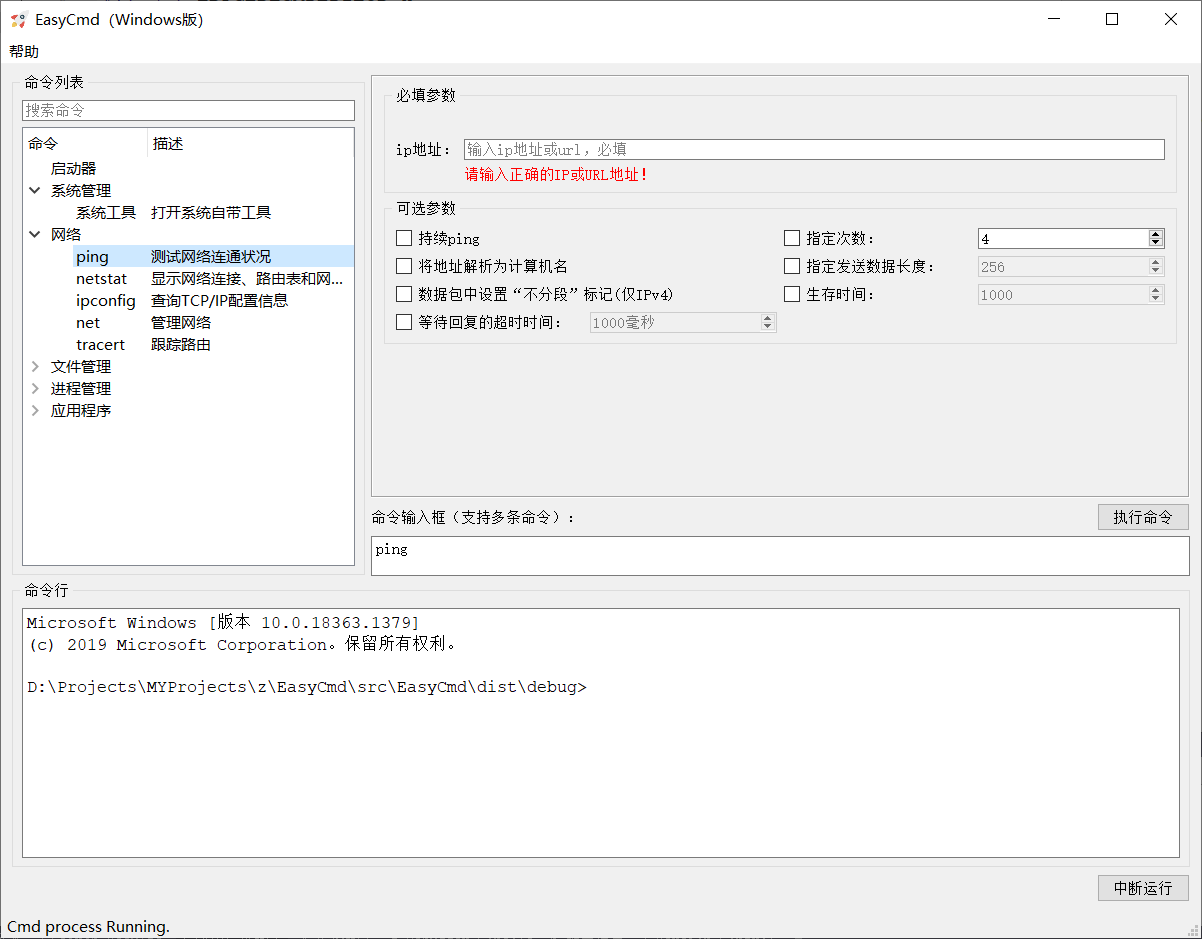 EasyCmd（Windows版）
帮助
命令列表
搜索命令
命令 描述
启动器
系统管理
系统工具 打开系统自带工具
网络
ping 测试网络连通状况
netstat 显示网络连接、路由表和网...
ipconfig 查询TCP/IP配置信息
net 管理网络
tracert 跟踪路由
文件管理
进程管理
应用程序
必填参数
ip地址： 输入ip地址或url，必填
请输入正确的IP或URL地址！
可选参数
持续ping 指定次数： 4
将地址解析为计算机名 指定发送数据长度： 256
数据包中设置“不分段”标记(仅IPv4) 生存时间： 1000
等待回复的超时时间： 1000毫秒
命令输入框（支持多条命令）： 执行命令
ping
命令行
Microsoft Windows [版本 10.0.18363.1379]
(c) 2019 Microsoft Corporation。保留所有权利。
D:\Projects\MYProjects\z\EasyCmd\src\EasyCmd\dist\debug>
中断运行
Cmd process Running.